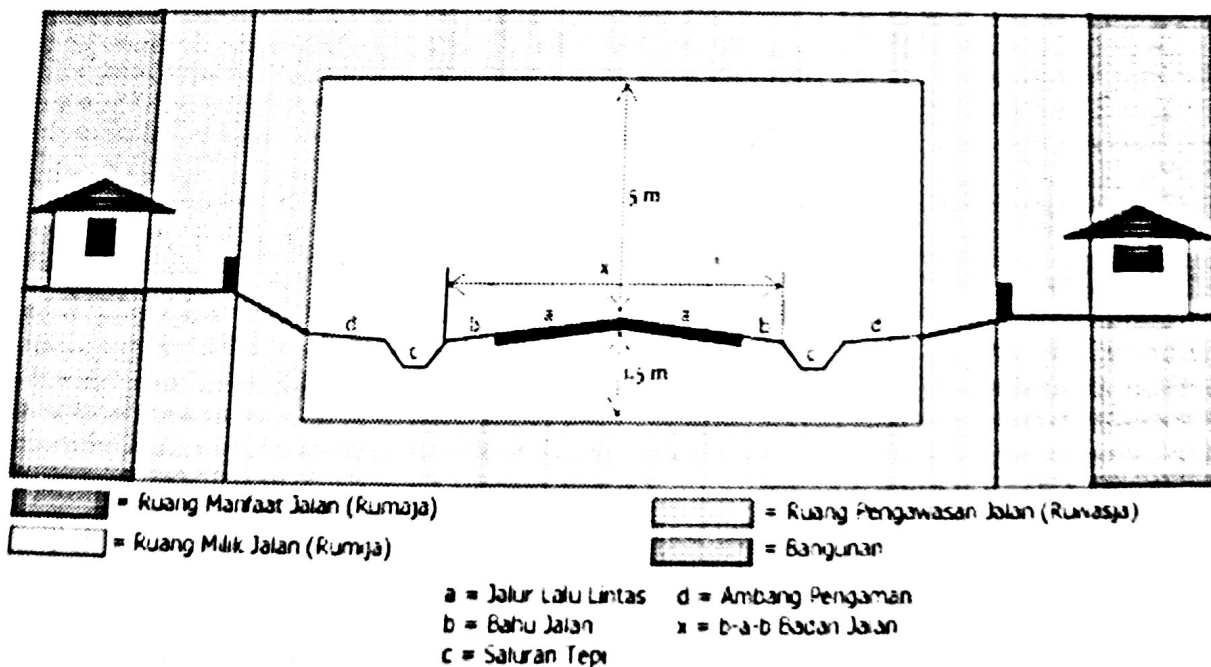 5 m
x
d b a a b d
c c
1.5 m
= Ruang Manfaat Jalan (Rumaja)
= Ruang Pengawasan Jalan (Ruwasja)
= Ruang Milik Jalan (Rumija)
= Bangunan
a = Jalur Lalu Lintas d = Ambang Pengaman
b = Bahu Jalan x = b-a-b Badan Jalan
c = Saluran Tepi